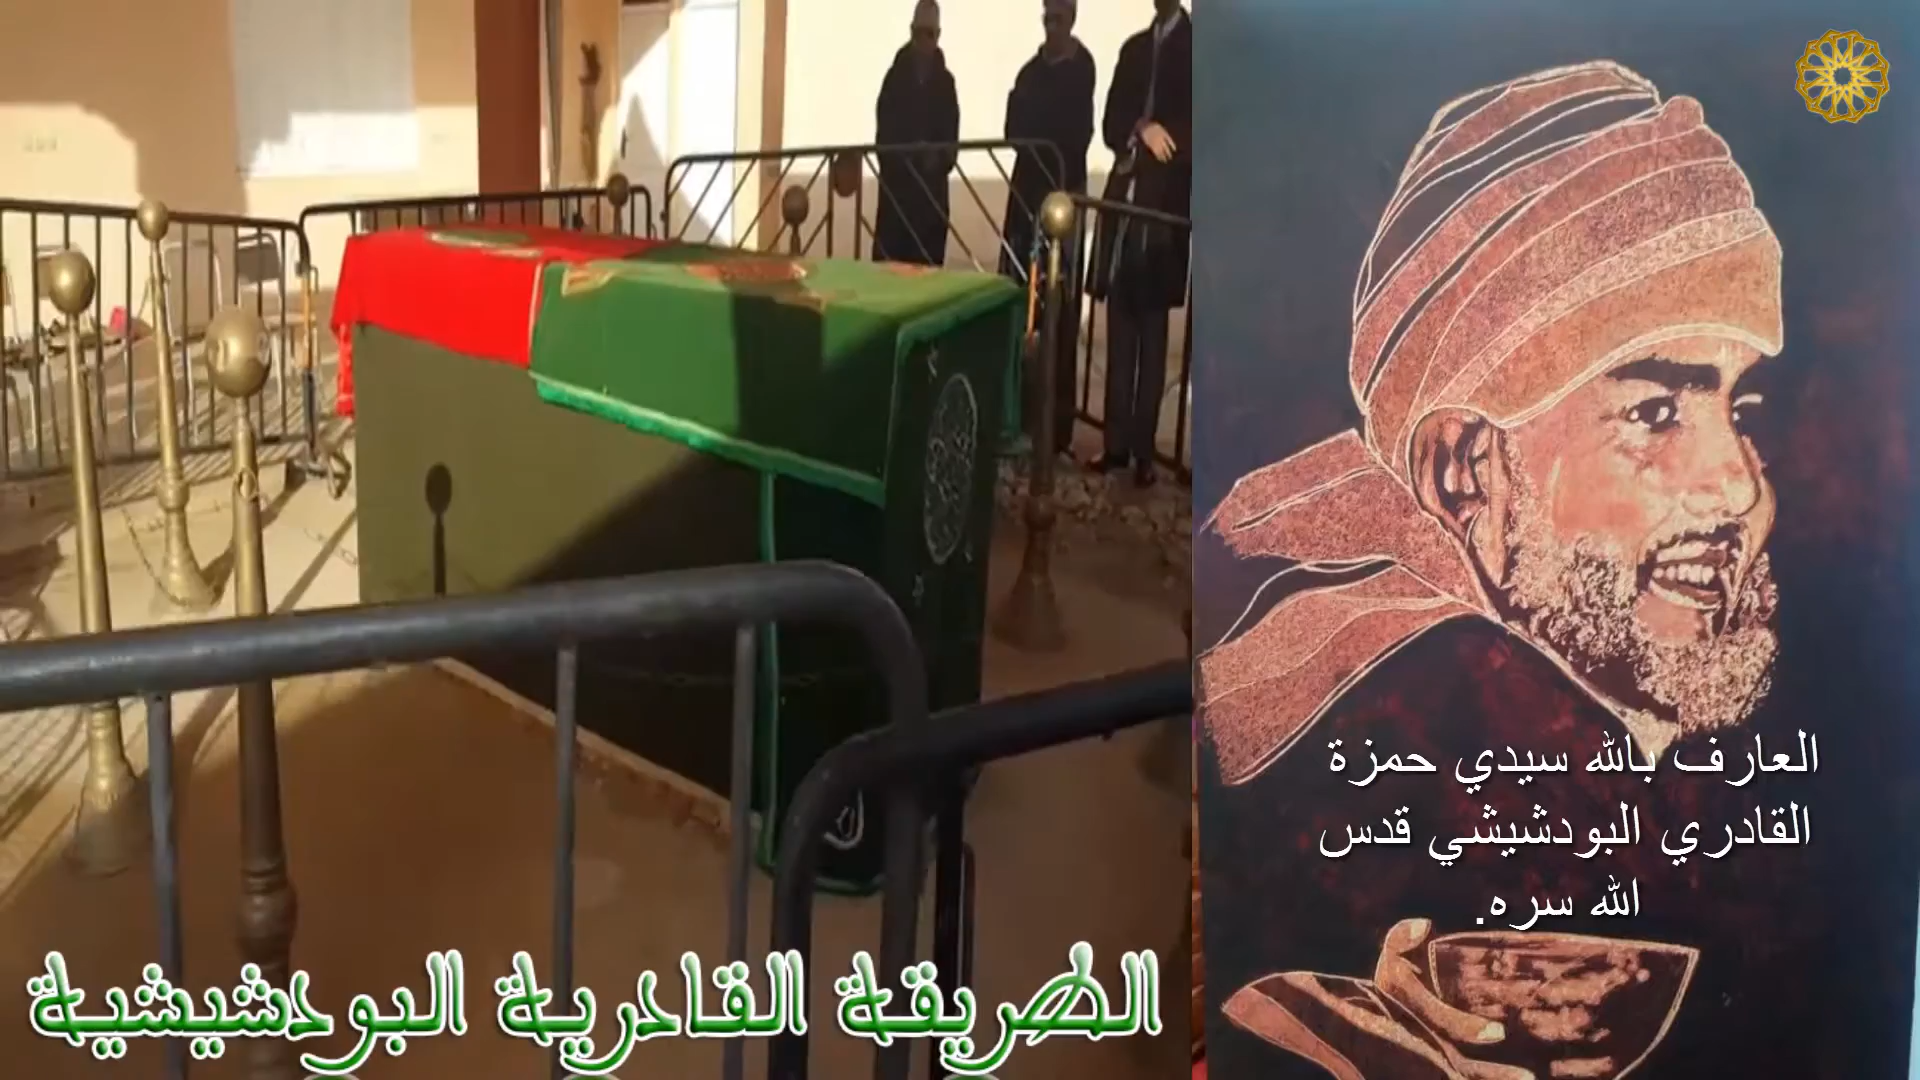 العارف بالله سيدي حمزة
القادري البودشيشي قدس
الله سره.
الطريقة القادرية البودشيشية